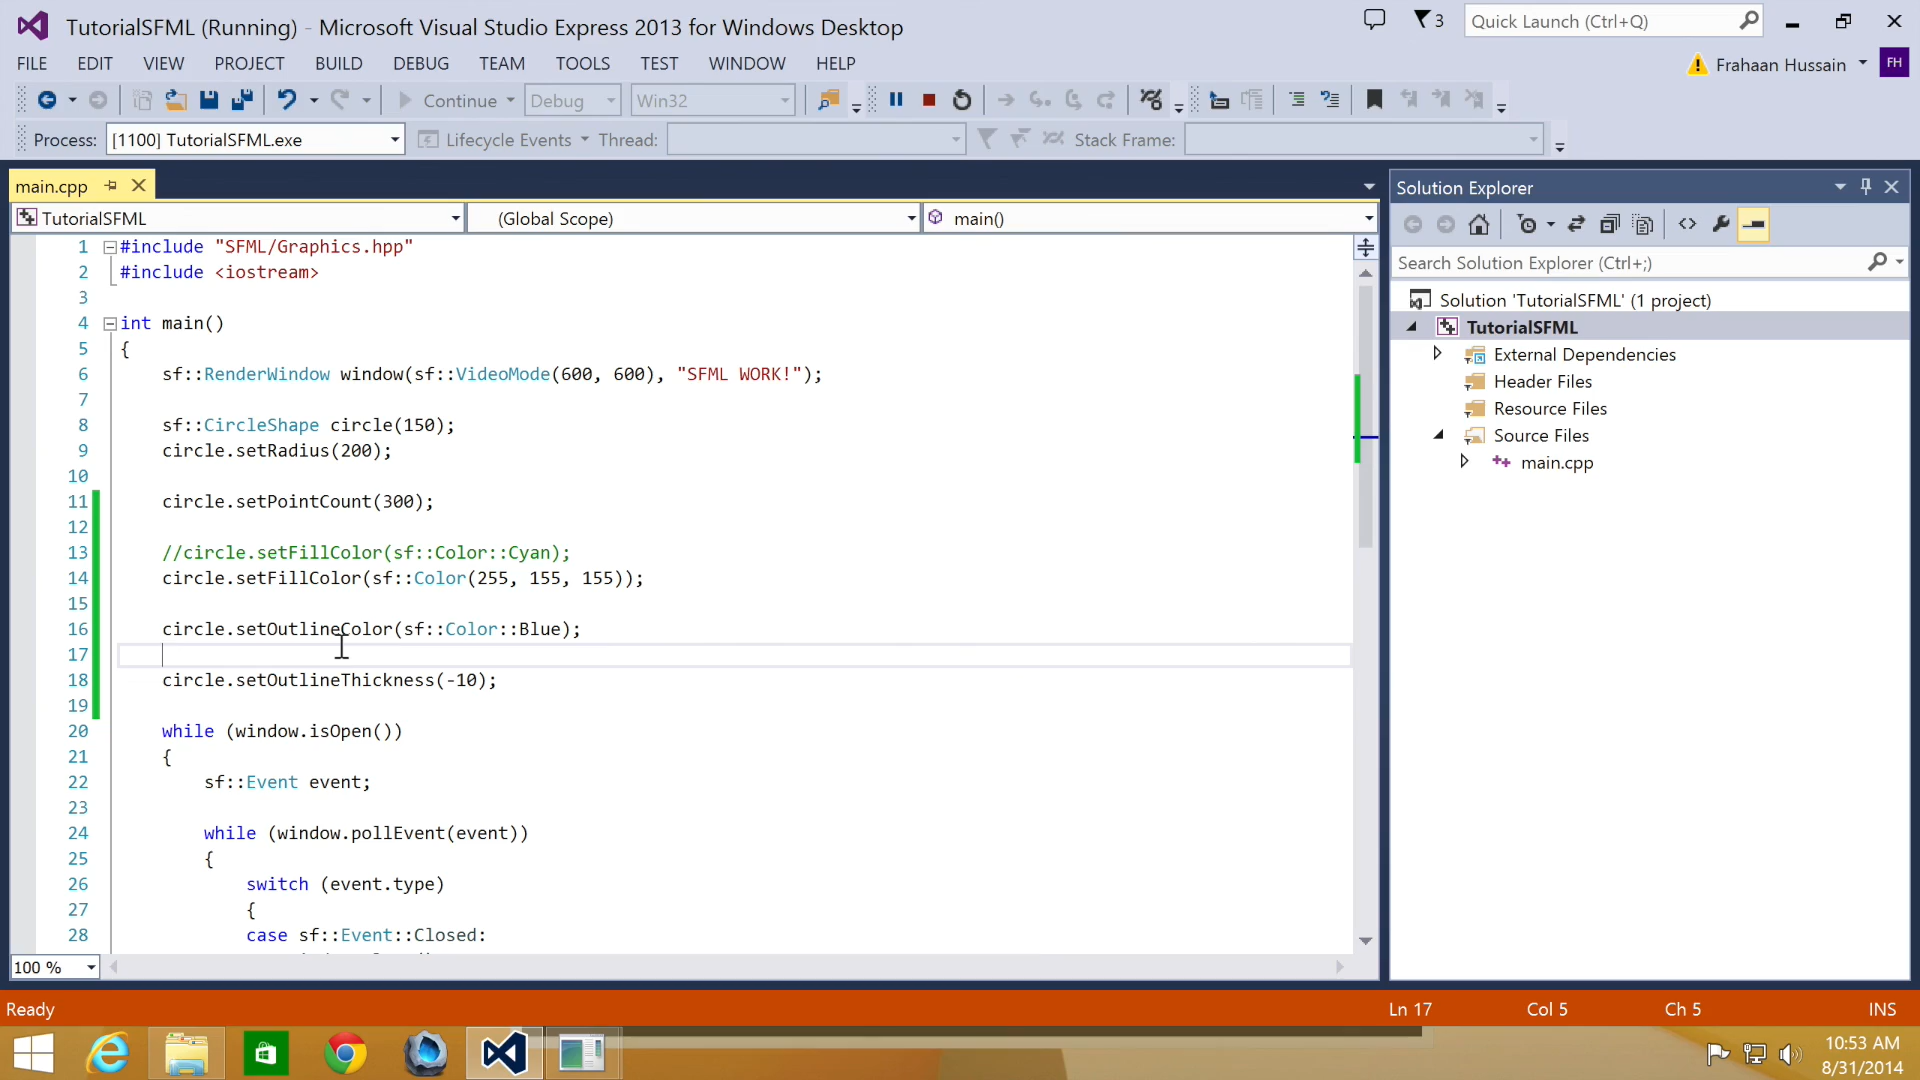 TutorialSFML (Running) - Microsoft Visual Studio Express 2013 for Windows Desktop
3
Quick Launch (Ctrl+Q)
FILE EDIT VIEW PROJECT BUILD DEBUG TEAM TOOLS TEST WINDOW HELP
Frahaan Hussain FH
Continue Debug Win32
Process: [1100] TutorialSFML.exe Lifecycle Events Thread: Stack Frame:
main.cpp
TutorialSFML (Global Scope) main()
1 #include "SFML/Graphics.hpp"
2 #include <iostream>
3
4 int main()
5 {
6 sf::RenderWindow window(sf::VideoMode(600, 600), "SFML WORK!");
7
8 sf::CircleShape circle(150);
9 circle.setRadius(200);
10
11 circle.setPointCount(300);
12
13 //circle.setFillColor(sf::Color::Cyan);
14 circle.setFillColor(sf::Color(255, 155, 155));
15
16 circle.setOutlineColor(sf::Color::Blue);
17
18 circle.setOutlineThickness(-10);
19
20 while (window.isOpen())
21 {
22 sf::Event event;
23
24 while (window.pollEvent(event))
25 {
26 switch (event.type)
27 {
28 case sf::Event::Closed:
100 %
Solution Explorer
Search Solution Explorer (Ctrl+;)
Solution 'TutorialSFML' (1 project)
TutorialSFML
External Dependencies
Header Files
Resource Files
Source Files
main.cpp
Ready Ln 17 Col 5 Ch 5 INS
10:53 AM
8/31/2014